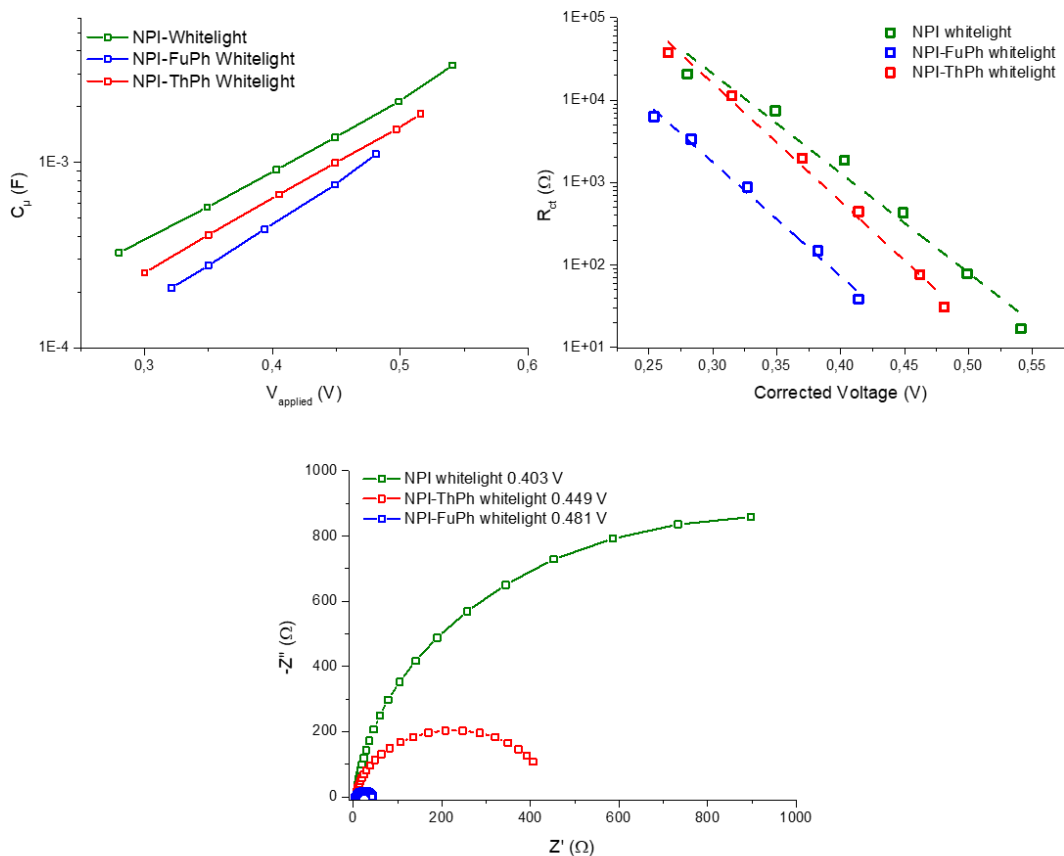 NPI-Whitelight
NPI-FuPh Whitelight
NPI-ThPh Whitelight
1E-3
1E-4
Cμ (F)
0,3
0,4
0,5
0,6
Vapplied (V)
NPI whitelight
NPI-FuPh whitelight
NPI-ThPh whitelight
1E+05
1E+04
1E+03
1E+02
1E+01
Rct (Ω)
0,25
0,30
0,35
0,40
0,45
0,50
0,55
Corrected Voltage (V)
NPI whitelight 0.403 V
NPI-ThPh whitelight 0.449 V
NPI-FuPh whitelight 0.481 V
1000
800
600
400
200
0
-Z'' (Ω)
0
200
400
600
800
1000
Z' (Ω)